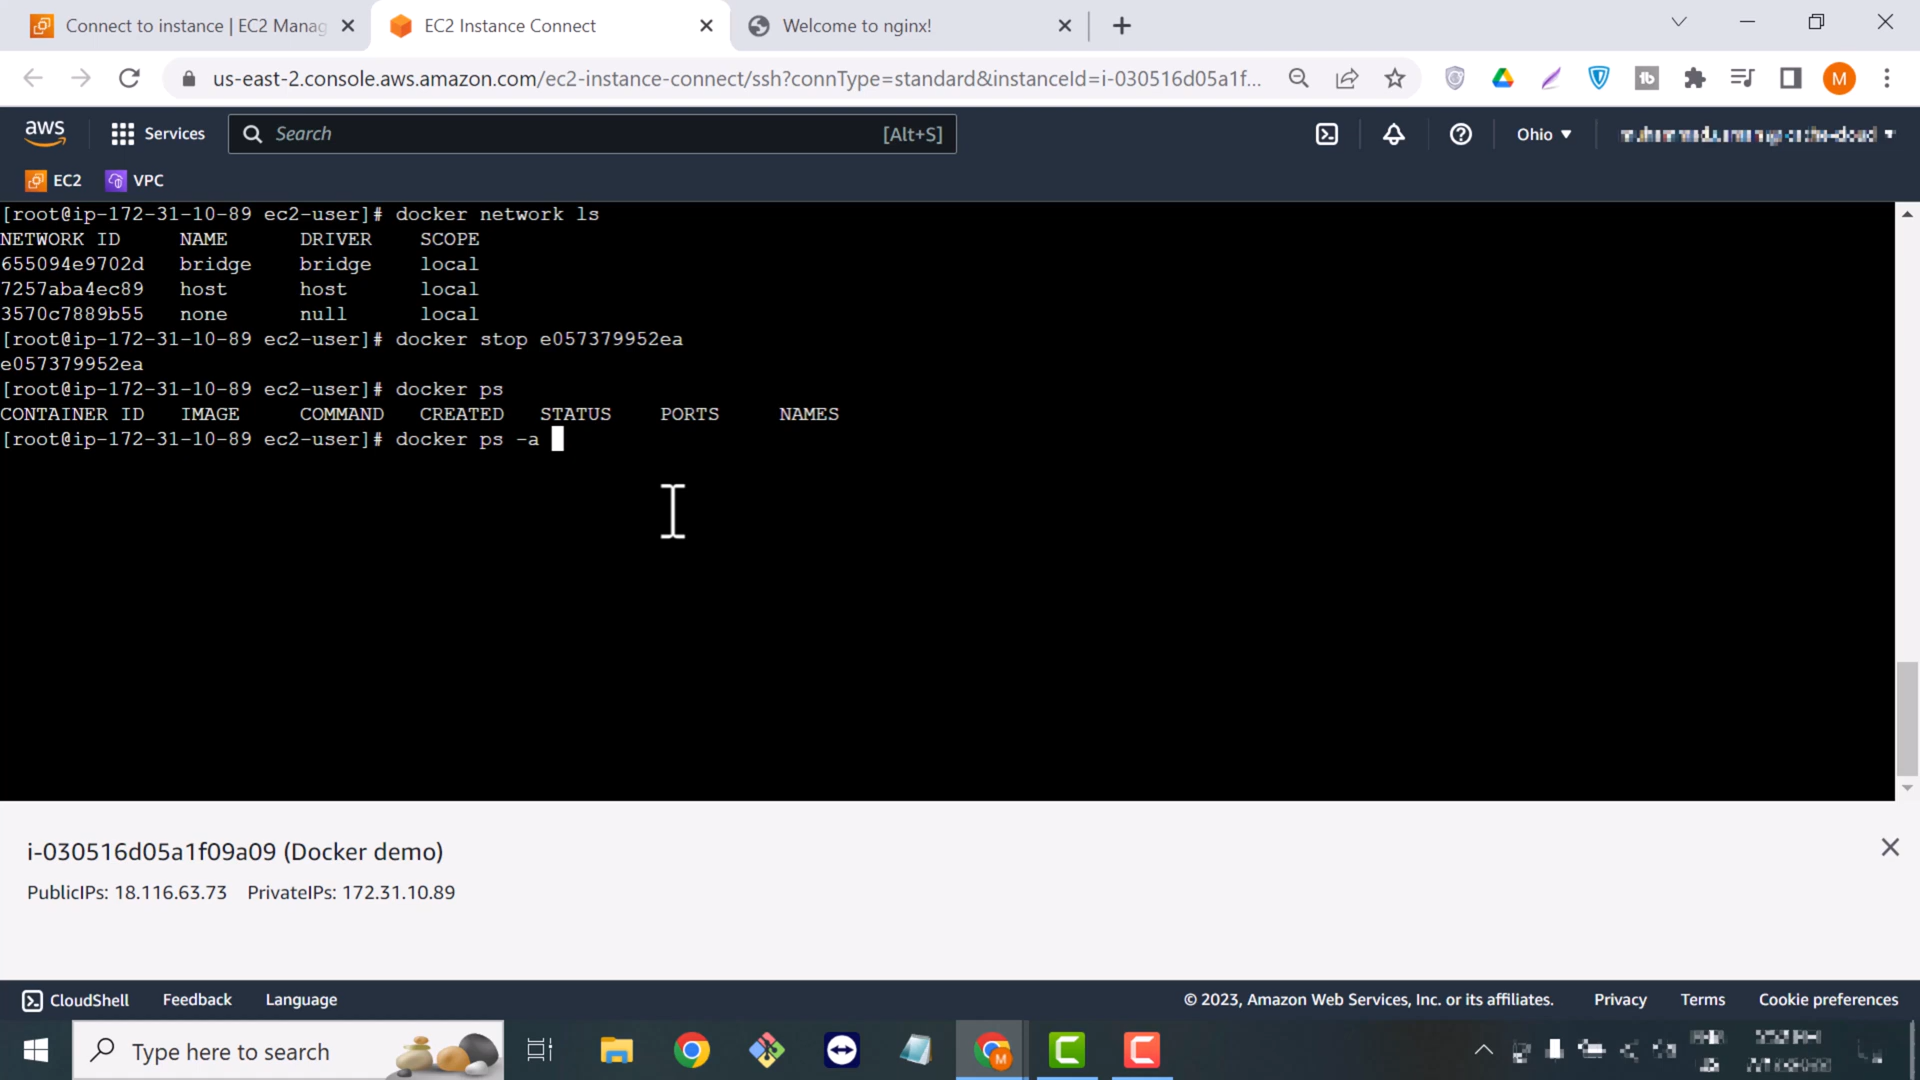 Connect to instance | EC2 Manag
EC2 Instance Connect
Welcome to nginx!
us-east-2.console.aws.amazon.com/ec2-instance-connect/ssh?connType=standard&instanceId=i-030516d05a1f...
1b
M
aws
Services
Search
[Alt+S]
Ohio
EC2
VPC
[root@ip-172-31-10-89 ec2-user]# docker network ls
NETWORK ID NAME DRIVER SCOPE
655094e9702d bridge bridge local
7257aba4ec89 host host local
3570c7889b55 none null local
[root@ip-172-31-10-89 ec2-user]# docker stop e057379952ea
e057379952ea
[root@ip-172-31-10-89 ec2-user]# docker ps
CONTAINER ID IMAGE COMMAND CREATED STATUS PORTS NAMES
[root@ip-172-31-10-89 ec2-user]# docker ps -a
i-030516d05a1f09a09 (Docker demo)
PublicIPs: 18.116.63.73 PrivateIPs: 172.31.10.89
CloudShell
Feedback
Language
© 2023, Amazon Web Services, Inc. or its affiliates.
Privacy
Terms
Cookie preferences
Type here to search